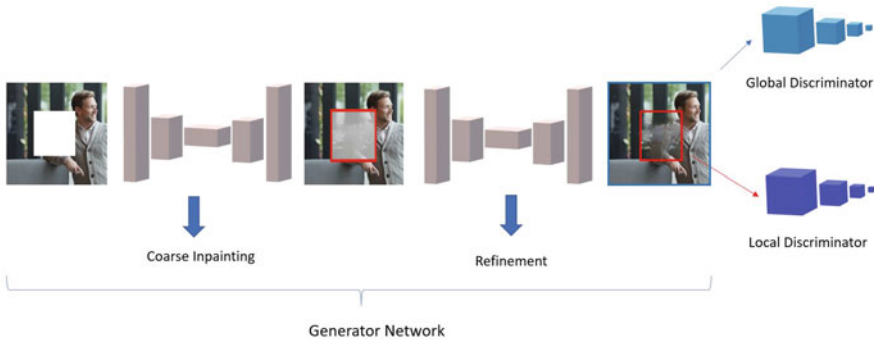 Global Discriminator
Local Discriminator
Coarse Inpainting
Refinement
Generator Network